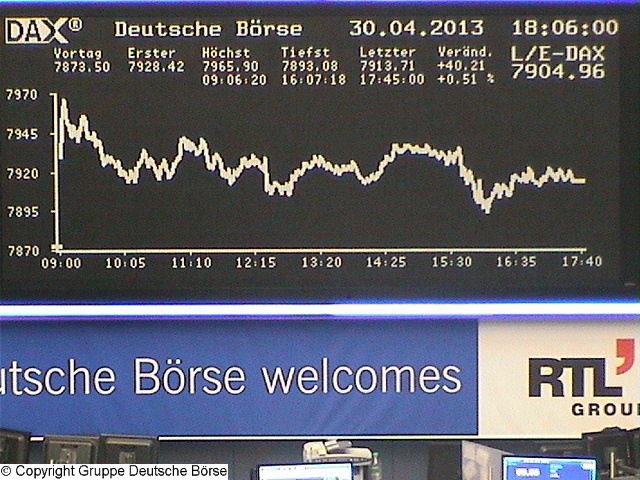 DAX® Deutsche Börse 30.04.2013 18:06:00
Vortag Erster Höchst Tiefst Letzter Veränd. L/E-DAX
7873.50 7928.42 7965.90 7893.08 7913.71 +40.21 7904.96
09:06:20 16:07:18 17:45:00 +0.51 %
7970
7945
7920
7895
7870
09:00 10:05 11:10 12:15 13:20 14:25 15:30 16:35 17:40
utsche Börse welcomes
RTL
GROU
© Copyright Gruppe Deutsche Börse